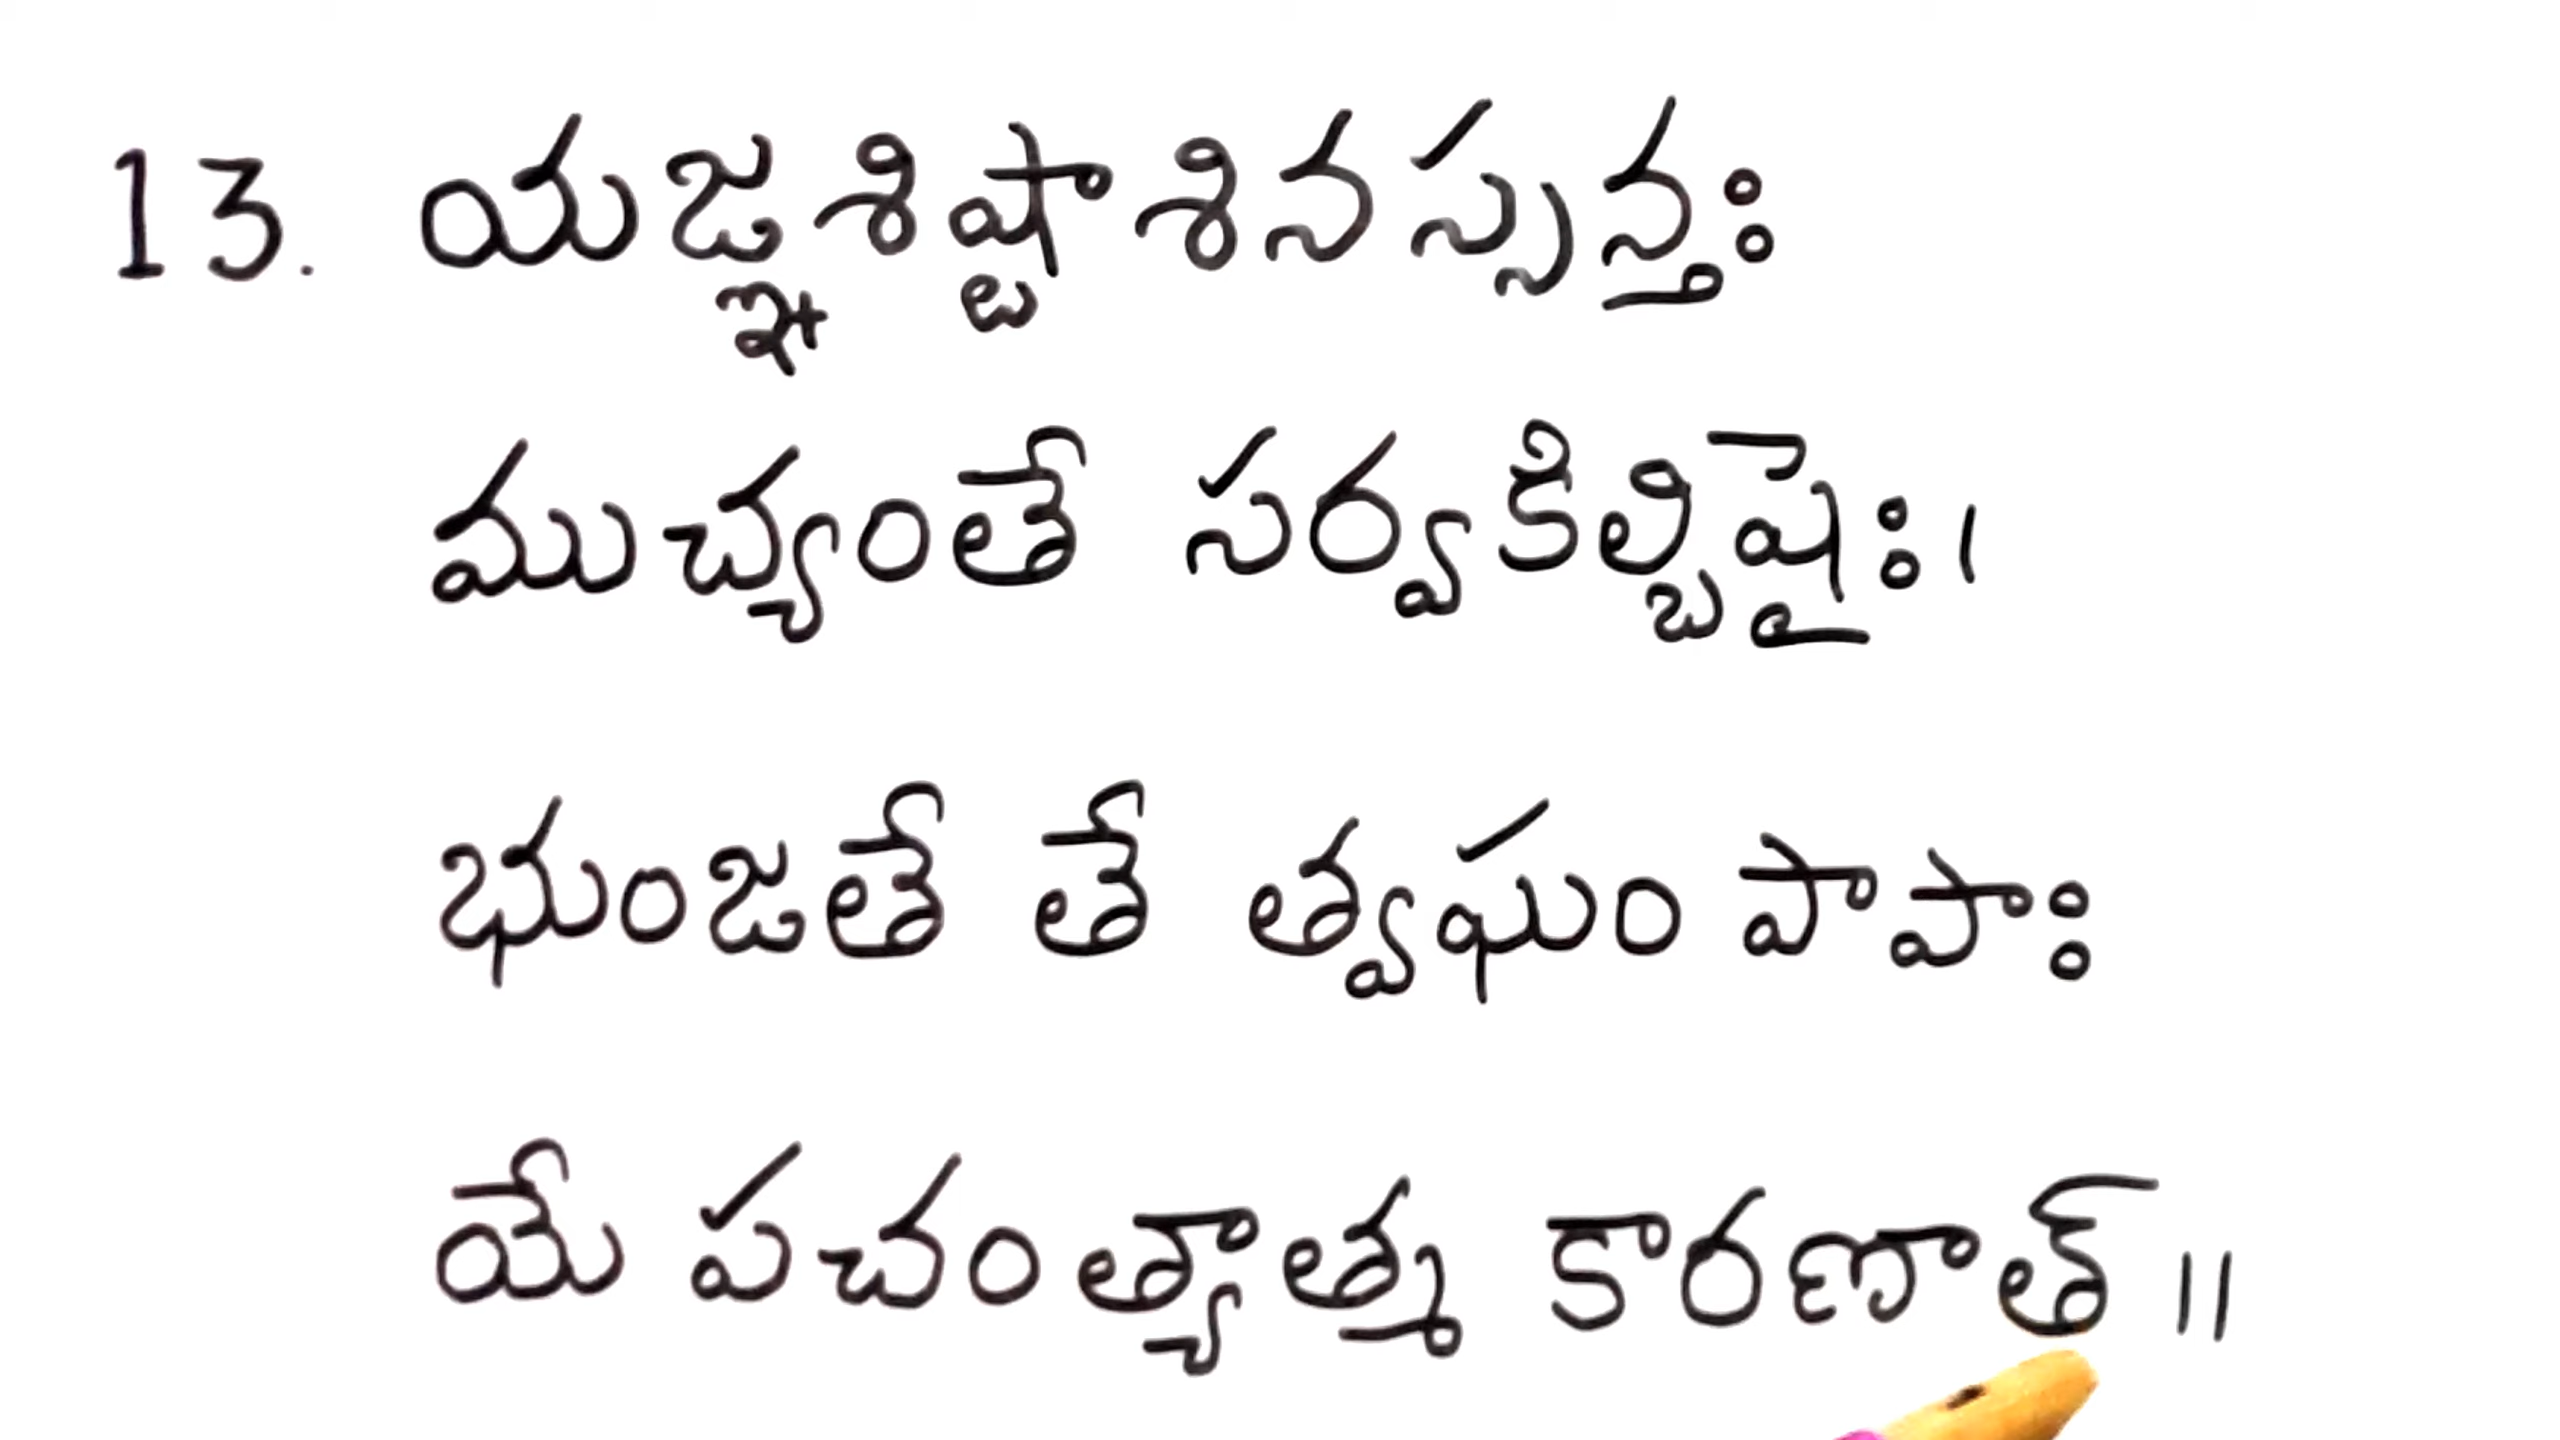 13. యజ్ఞశిష్టాశినస్సన్తః
ముచ్యంతే సర్వకిల్బిషైః।
భుంజతే తే త్వఘం పాపాః
యే పచంత్యాత్మ కారణాత్॥